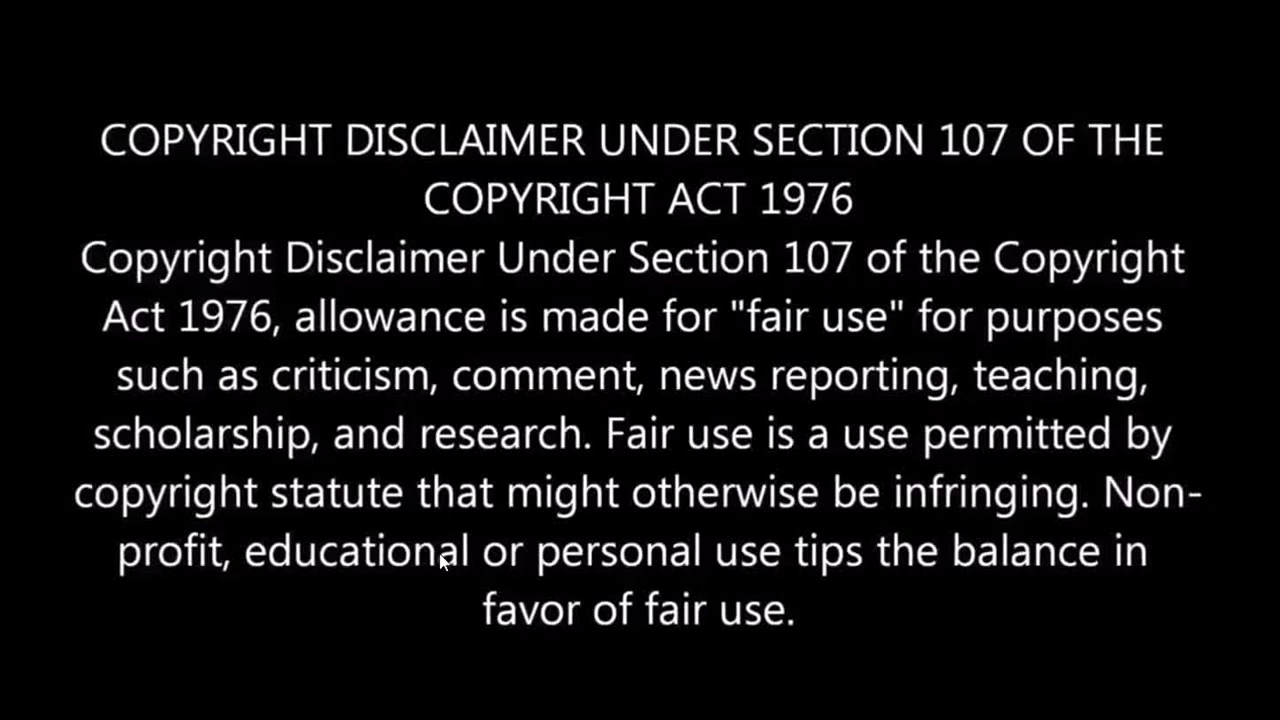 COPYRIGHT DISCLAIMER UNDER SECTION 107 OF THE
COPYRIGHT ACT 1976
Copyright Disclaimer Under Section 107 of the Copyright
Act 1976, allowance is made for "fair use" for purposes
such as criticism, comment, news reporting, teaching,
scholarship, and research. Fair use is a use permitted by
copyright statute that might otherwise be infringing. Non-
profit, educational or personal use tips the balance in
favor of fair use.